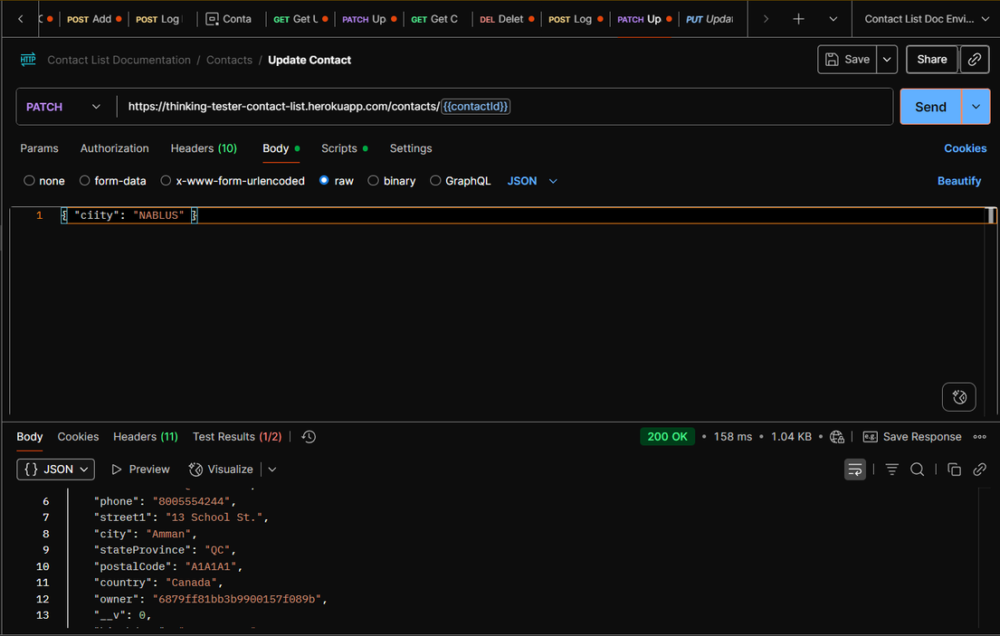 C POST Add POST Log Conta GET Get U PATCH Up GET Get C DEL Delet POST Log PATCH Up PUT Updat Contact List Doc Envi...
HTTP Contact List Documentation / Contacts / Update Contact Save Share
PATCH https://thinking-tester-contact-list.herokuapp.com/contacts/{{contactId}} Send
Params Authorization Headers (10) Body Scripts Settings Cookies
none form-data x-www-form-urlencoded raw binary GraphQL JSON Beautify
1 { "ciity": "NABLUS" }
Body Cookies Headers (11) Test Results (1/2) 200 OK • 158 ms • 1.04 KB • e.g. Save Response
{} JSON Preview Visualize
6 "phone": "8005554244",
7 "street1": "13 School St.",
8 "city": "Amman",
9 "stateProvince": "QC",
10 "postalCode": "A1A1A1",
11 "country": "Canada",
12 "owner": "6879ff81bb3b9900157f089b",
13 "__v": 0,